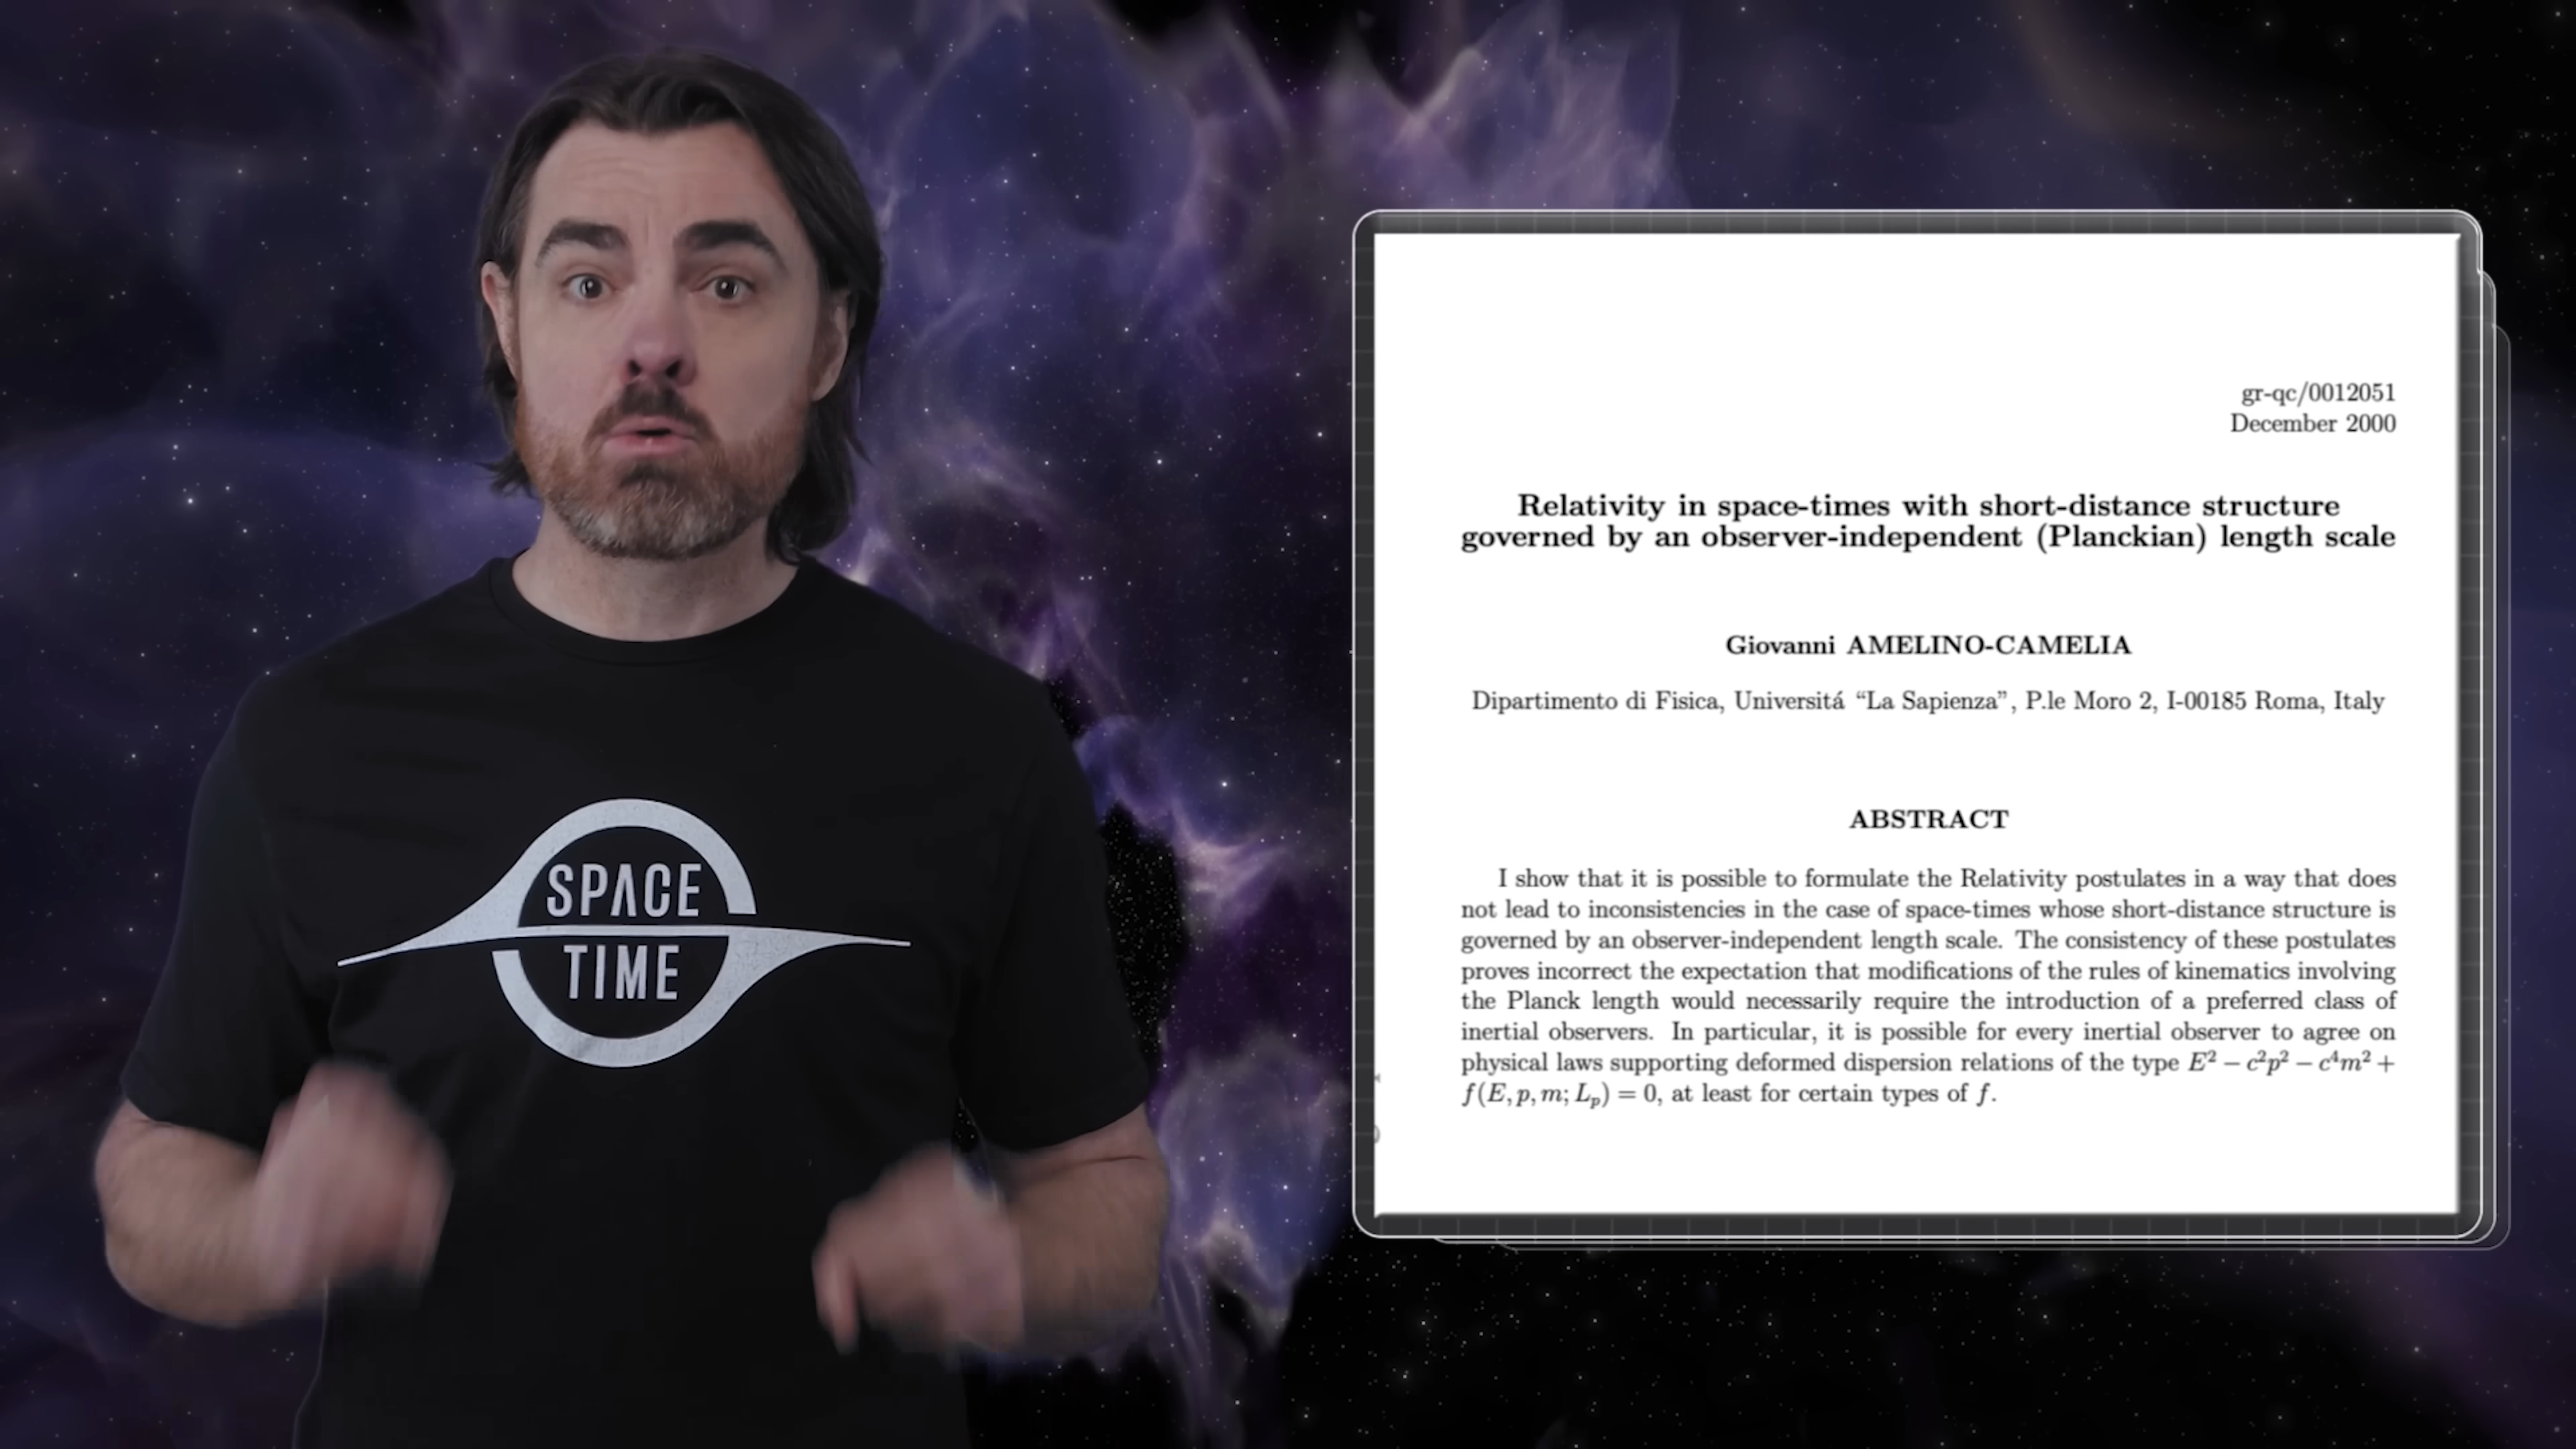 SPACE
TIME
gr-qc/0012051
December 2000
Relativity in space-times with short-distance structure
governed by an observer-independent (Planckian) length scale
Giovanni AMELINO-CAMELIA
Dipartimento di Fisica, Universitá “La Sapienza”, P.le Moro 2, I-00185 Roma, Italy
ABSTRACT
I show that it is possible to formulate the Relativity postulates in a way that does
not lead to inconsistencies in the case of space-times whose short-distance structure is
governed by an observer-independent length scale. The consistency of these postulates
proves incorrect the expectation that modifications of the rules of kinematics involving
the Planck length would necessarily require the introduction of a preferred class of
inertial observers. In particular, it is possible for every inertial observer to agree on
physical laws supporting deformed dispersion relations of the type E² − c²p² − c⁴m² +
f(E, p, m; Lₚ) = 0, at least for certain types of f.